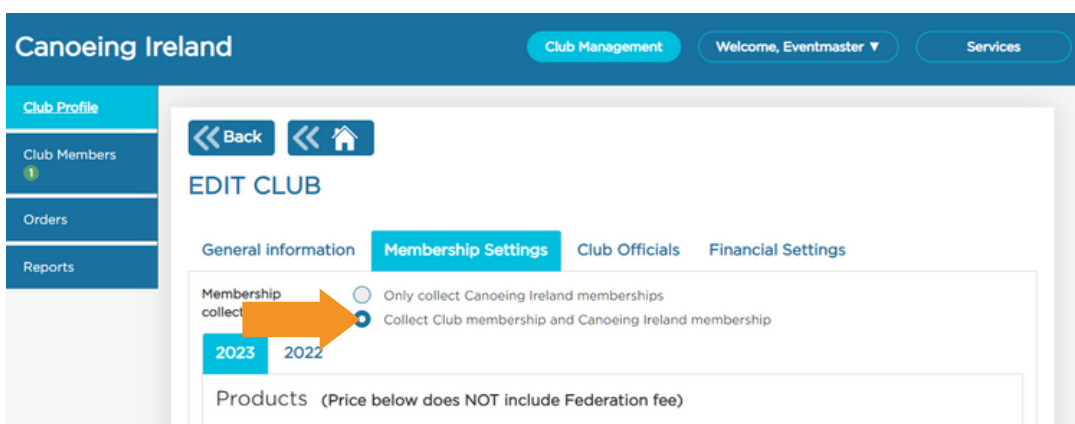 Canoeing Ireland
Club Management
Welcome, Eventmaster ▼
Services
Club Profile
Club Members
1
Orders
Reports
Back
EDIT CLUB
General information
Membership Settings
Club Officials
Financial Settings
Membership
collect
Only collect Canoeing Ireland memberships
Collect Club membership and Canoeing Ireland membership
2023
2022
Products (Price below does NOT include Federation fee)